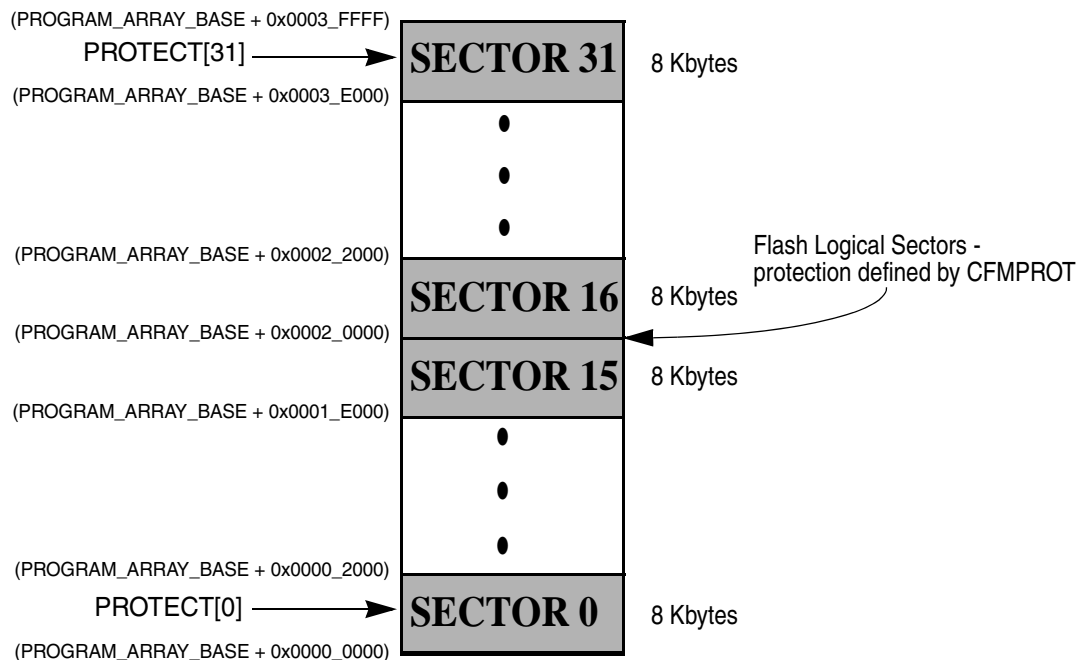 (PROGRAM_ARRAY_BASE + 0x0003_FFFF)
PROTECT[31]
SECTOR 31
8 Kbytes
(PROGRAM_ARRAY_BASE + 0x0003_E000)
(PROGRAM_ARRAY_BASE + 0x0002_2000)
Flash Logical Sectors -
protection defined by CFMPROT
SECTOR 16
8 Kbytes
(PROGRAM_ARRAY_BASE + 0x0002_0000)
SECTOR 15
8 Kbytes
(PROGRAM_ARRAY_BASE + 0x0001_E000)
(PROGRAM_ARRAY_BASE + 0x0000_2000)
PROTECT[0]
SECTOR 0
8 Kbytes
(PROGRAM_ARRAY_BASE + 0x0000_0000)